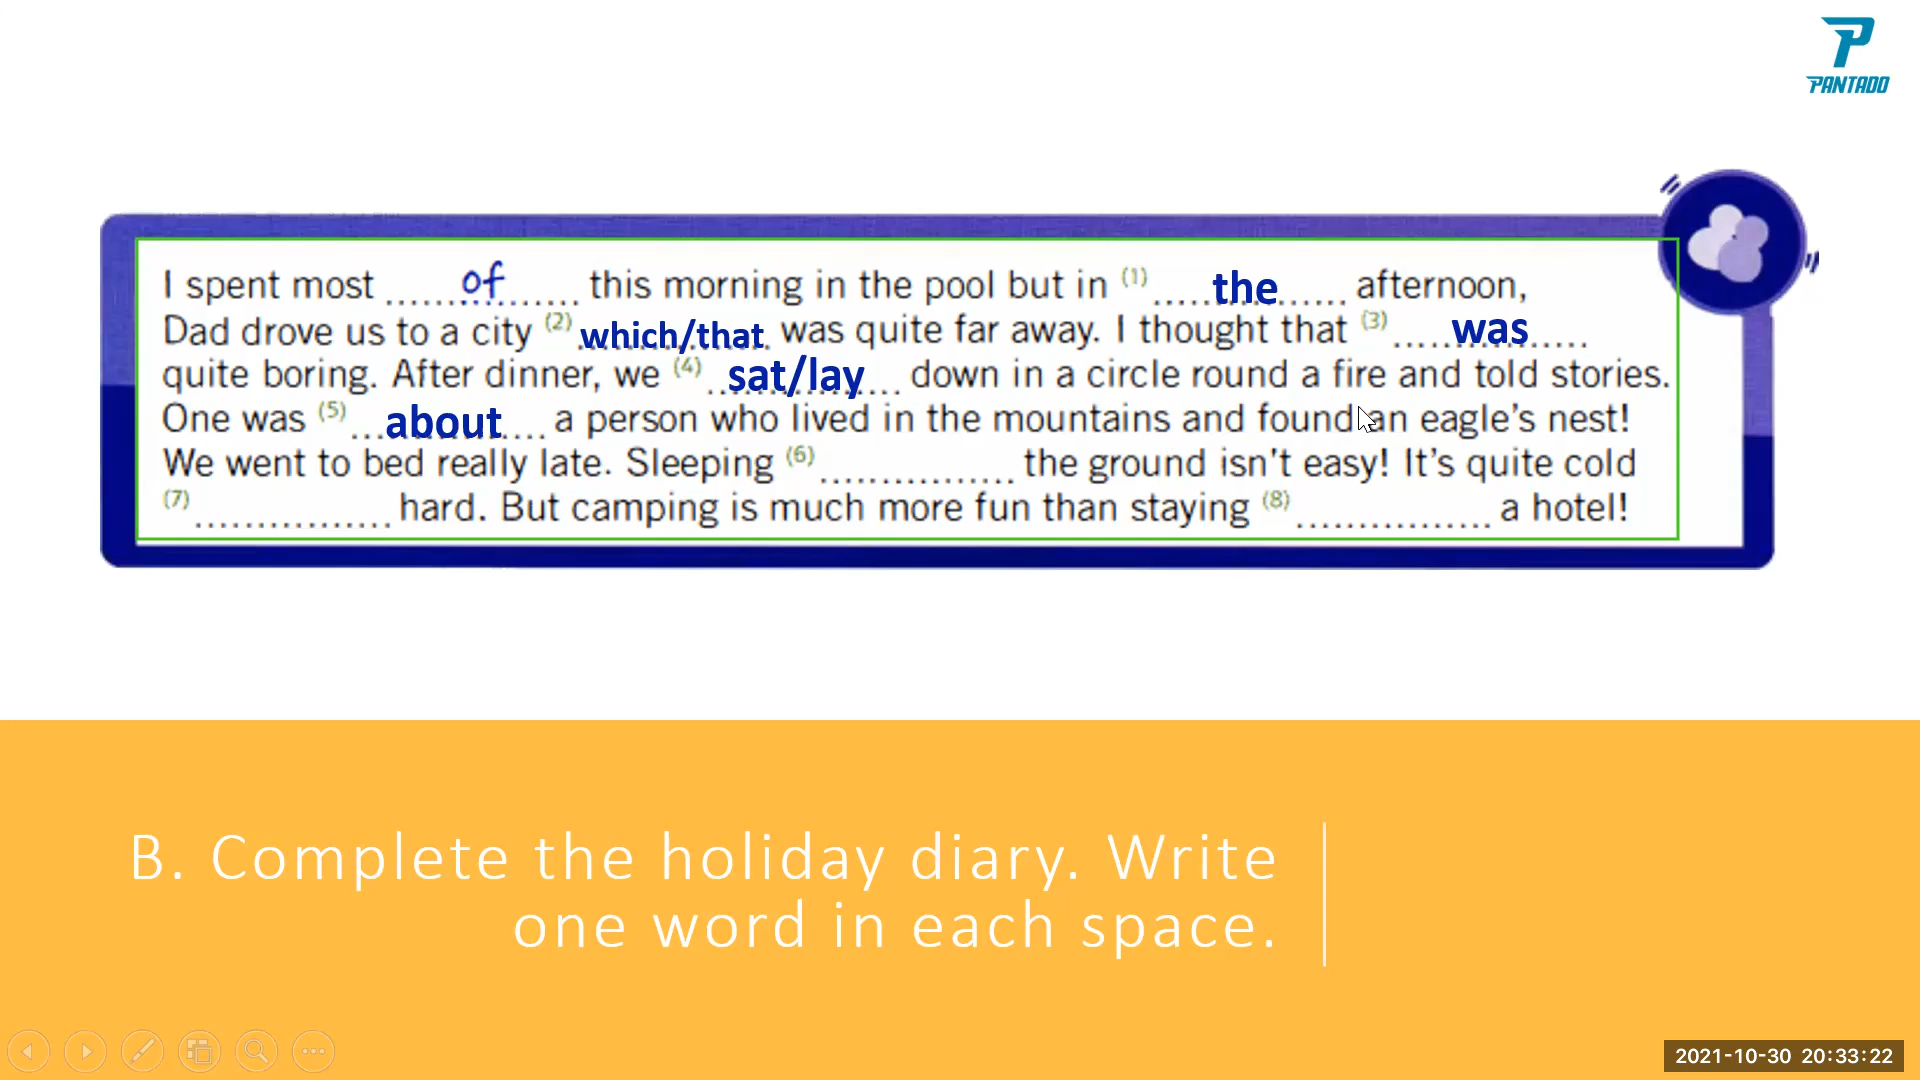 PANTADO
I spent most ........of........ this morning in the pool but in (1) ......the...... afternoon,
Dad drove us to a city (2) which/that was quite far away. I thought that (3) ......was......
quite boring. After dinner, we (4) ..sat/lay.. down in a circle round a fire and told stories.
One was (5) ...about... a person who lived in the mountains and found an eagle's nest!
We went to bed really late. Sleeping (6) ................ the ground isn't easy! It's quite cold
(7) ................ hard. But camping is much more fun than staying (8) ................ a hotel!
B. Complete the holiday diary. Write
one word in each space.
2021-10-30 20:33:22